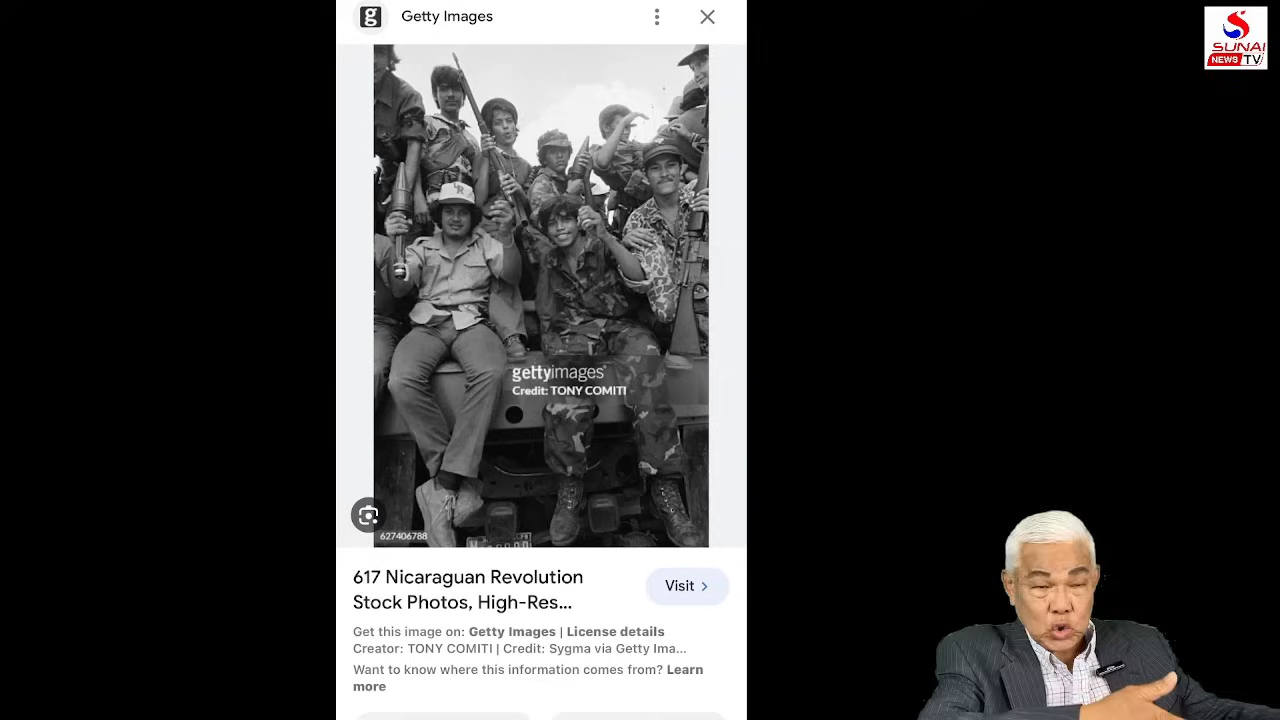 Getty Images
SUNAI
NEWS TV
LR
gettyimages
Credit: TONY COMITI
627406788
617 Nicaraguan Revolution
Stock Photos, High-Res...
Visit
Get this image on: Getty Images | License details
Creator: TONY COMITI | Credit: Sygma via Getty Ima...
Want to know where this information comes from? Learn
more